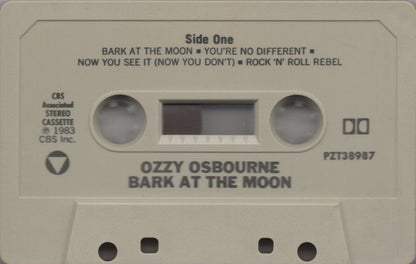 Side One
BARK AT THE MOON ▪ YOU'RE NO DIFFERENT ▪
NOW YOU SEE IT (NOW YOU DON'T) ▪ ROCK 'N' ROLL REBEL
CBS
Associated
STEREO
CASSETTE
℗ 1983
CBS Inc.
PZT38987
OZZY OSBOURNE
BARK AT THE MOON